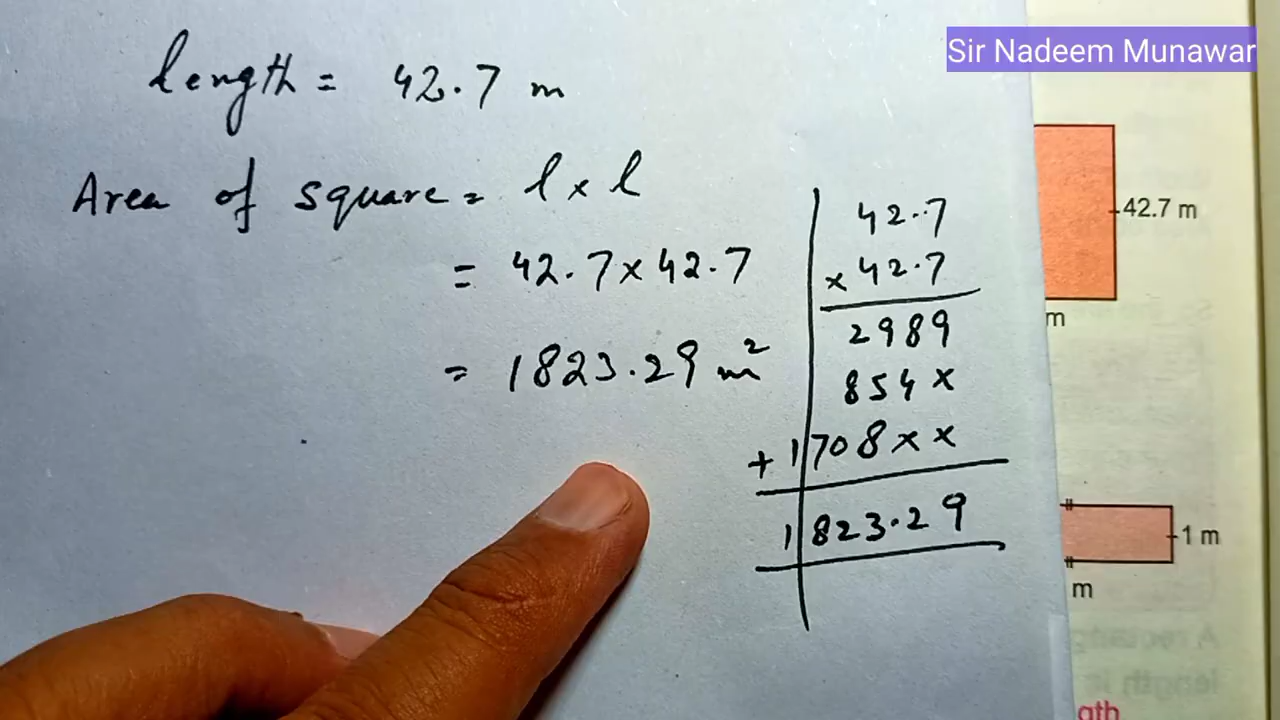 Sir Nadeem Munawar
length = 42.7 m
Area of square = l x l
= 42.7 x 42.7
= 1823.29 m²
42.7
x 42.7
2989
854 x
+ 1708 x x
1823.29
42.7 m
m
1 m
m
gth